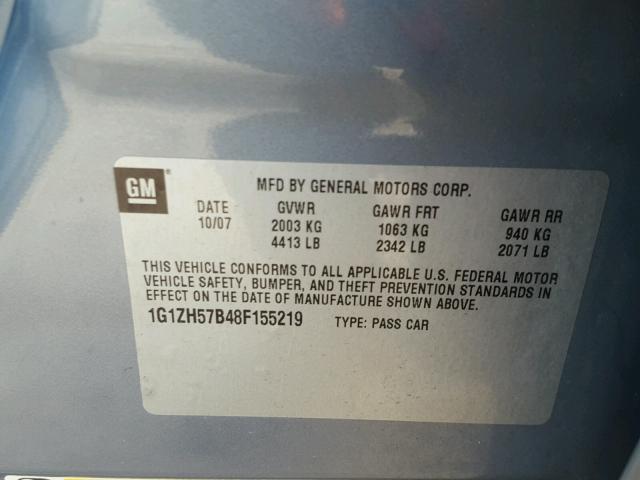 GM
MFD BY GENERAL MOTORS CORP.
DATE GVWR GAWR FRT GAWR RR
10/07 2003 KG 1063 KG 940 KG
4413 LB 2342 LB 2071 LB
THIS VEHICLE CONFORMS TO ALL APPLICABLE U.S. FEDERAL MOTOR
VEHICLE SAFETY, BUMPER, AND THEFT PREVENTION STANDARDS IN
EFFECT ON THE DATE OF MANUFACTURE SHOWN ABOVE.
1G1ZH57B48F155219 TYPE: PASS CAR